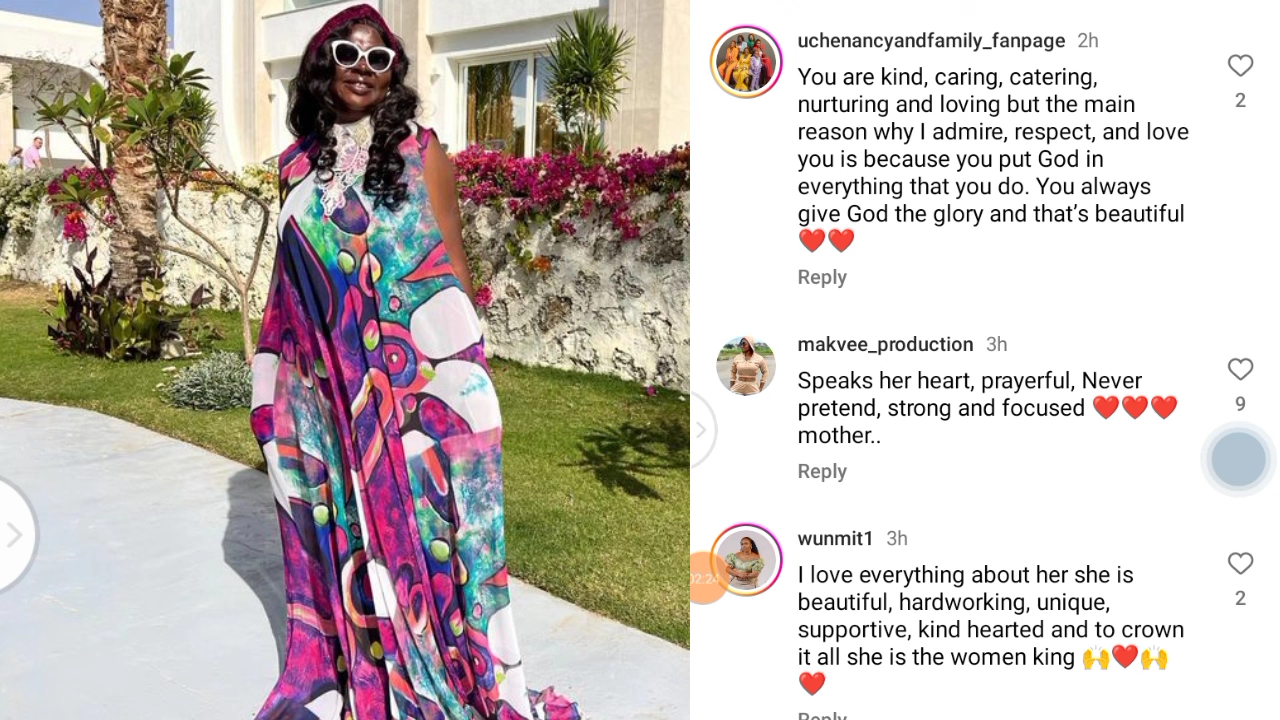 uchenancyandfamily_fanpage 2h
You are kind, caring, catering,
nurturing and loving but the main
reason why I admire, respect, and love
you is because you put God in
everything that you do. You always
give God the glory and that’s beautiful
❤️❤️
2
Reply
makvee_production 3h
Speaks her heart, prayerful, Never
pretend, strong and focused ❤️❤️❤️
mother..
9
Reply
wunmit1 3h
02:24
I love everything about her she is
beautiful, hardworking, unique,
supportive, kind hearted and to crown
it all she is the women king 🙌❤️🙌
❤️
2
Reply